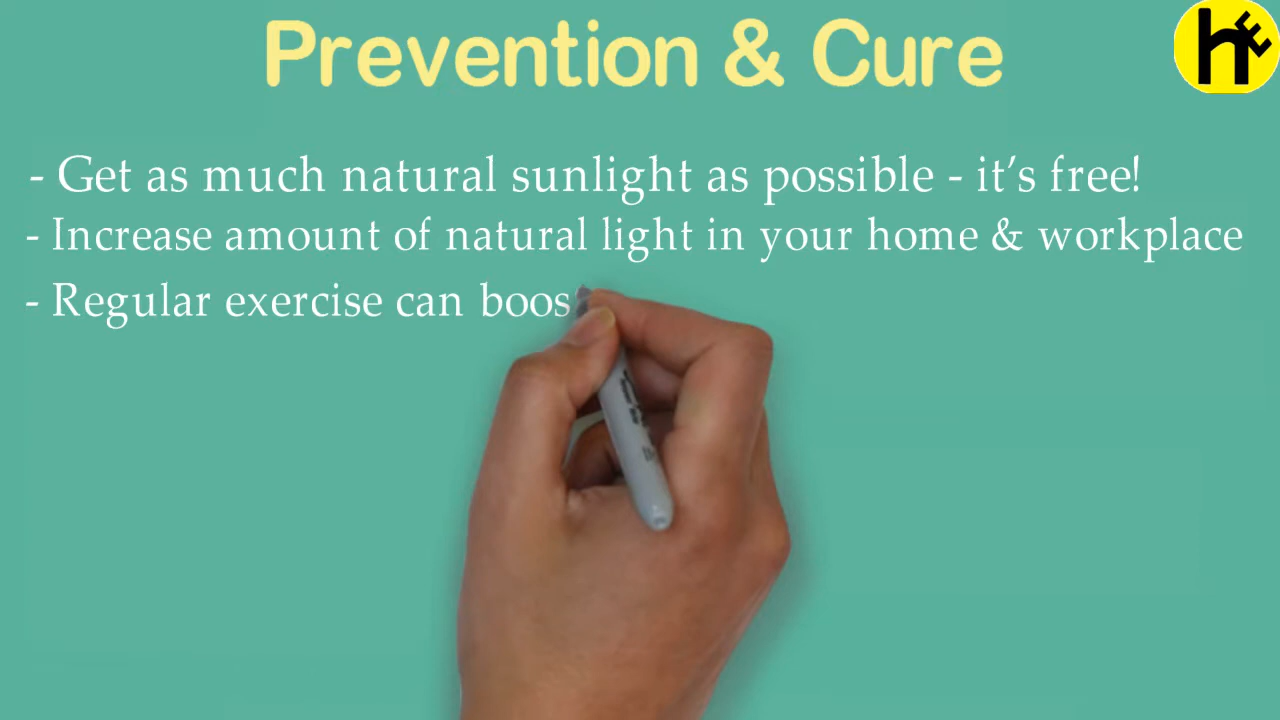 Prevention & Cure
- Get as much natural sunlight as possible - it’s free!
- Increase amount of natural light in your home & workplace
- Regular exercise can boos